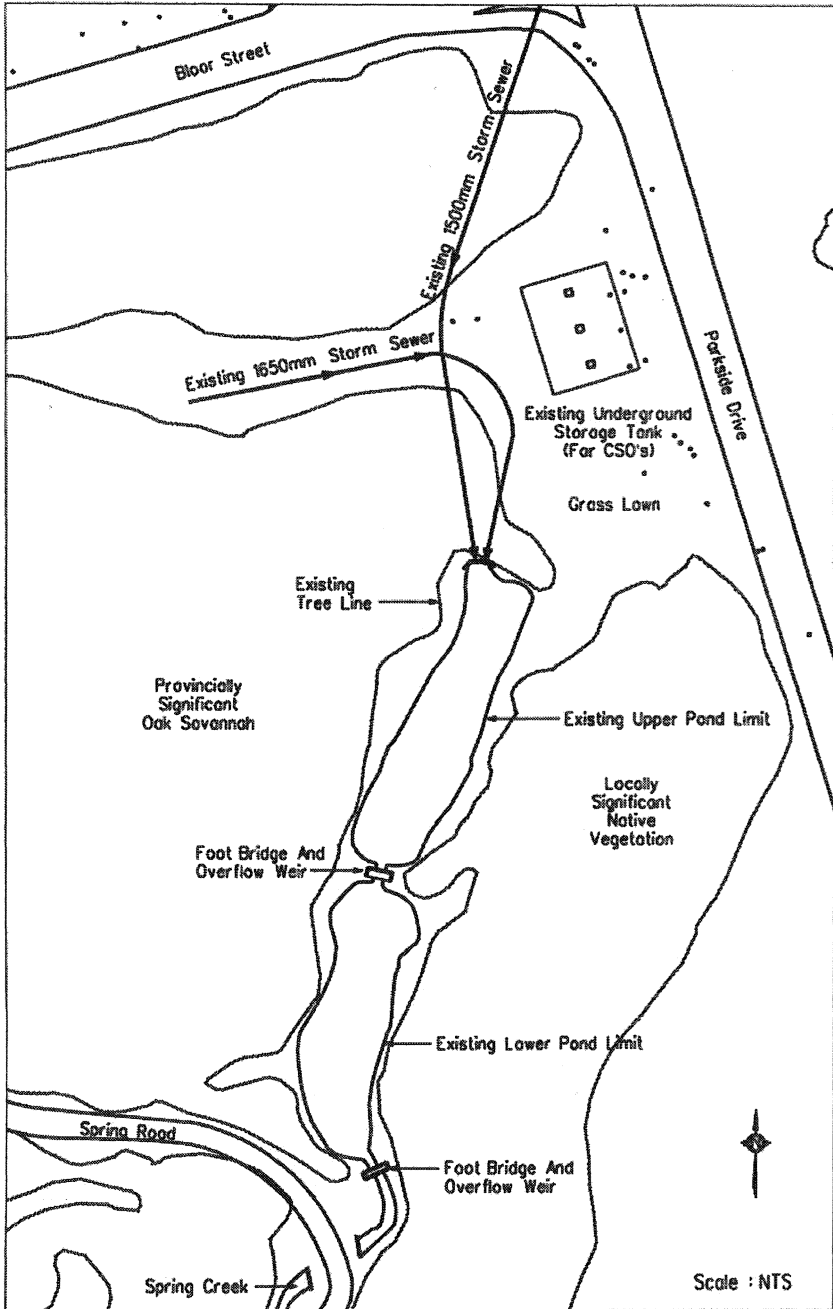 Bloor Street
Existing 1500mm Storm Sewer
Existing 1650mm Storm Sewer
Parkside Drive
Existing Underground
Storage Tank
(For CSO's)
Grass Lawn
Existing
Tree Line
Provincially
Significant
Oak Savannah
Existing Upper Pond Limit
Locally
Significant
Native
Vegetation
Foot Bridge And
Overflow Weir
Existing Lower Pond Limit
Spring Road
Foot Bridge And
Overflow Weir
N
Spring Creek
Scale : NTS